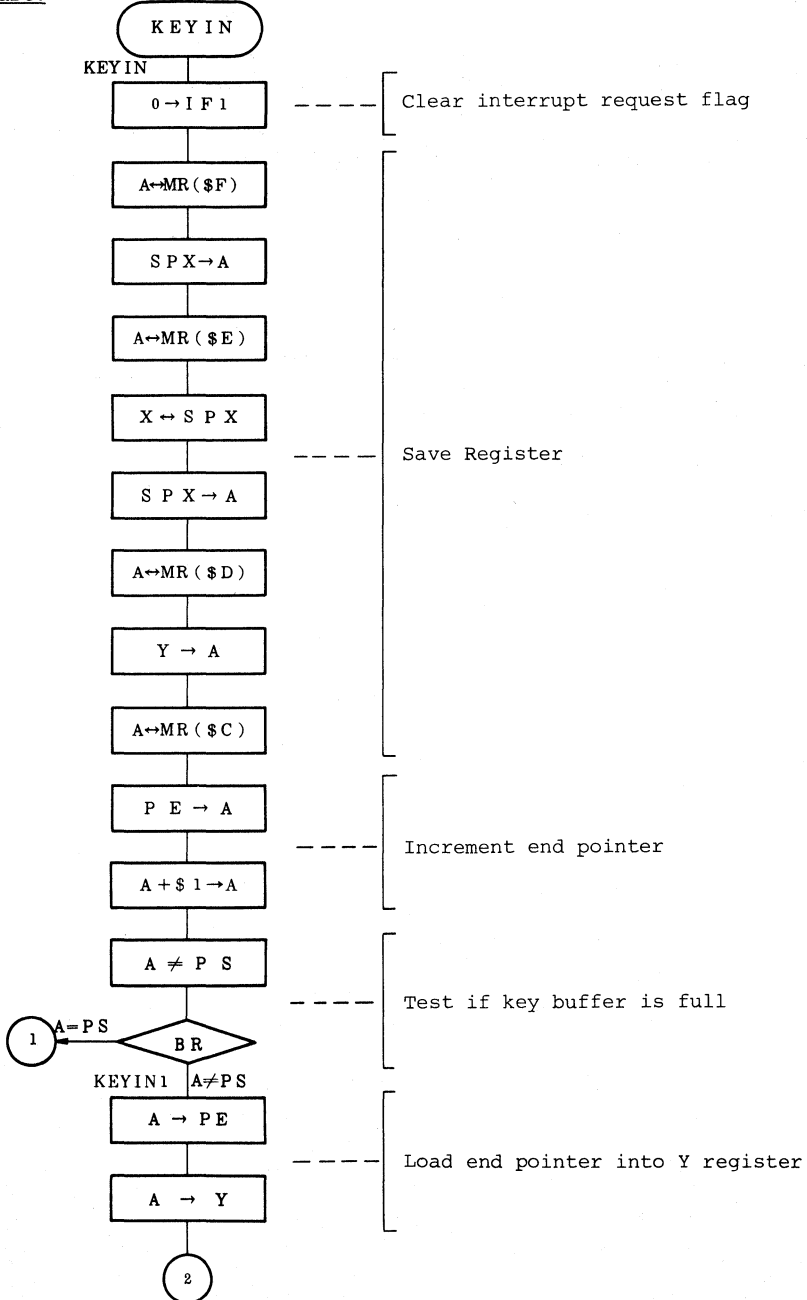 KEYIN
KEYIN
0→IF1
Clear interrupt request flag
A↔MR($F)
SPX→A
A↔MR($E)
X↔SPX
Save Register
SPX→A
A↔MR($D)
Y→A
A↔MR($C)
PE→A
Increment end pointer
A+$1→A
A≠PS
Test if key buffer is full
A=PS
1
BR
KEYIN1 A≠PS
A→PE
Load end pointer into Y register
A→Y
2